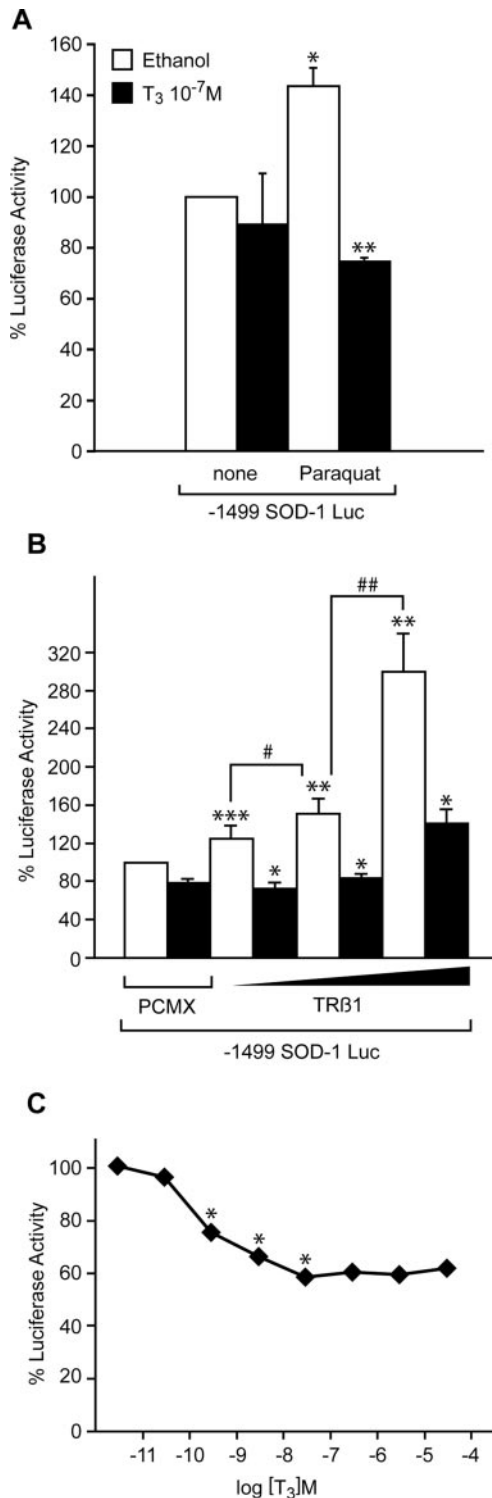 A
% Luciferase Activity
160
140
120
100
80
60
40
20
0
Ethanol
T3 10-7M
*
**
none Paraquat
-1499 SOD-1 Luc
B
% Luciferase Activity
320
280
240
200
160
120
80
40
0
##
**
#
***
**
*
*
*
PCMX TRß1
-1499 SOD-1 Luc
C
% Luciferase Activity
100
80
60
40
20
0
* * *
-11 -10 -9 -8 -7 -6 -5 -4
log [T3]M